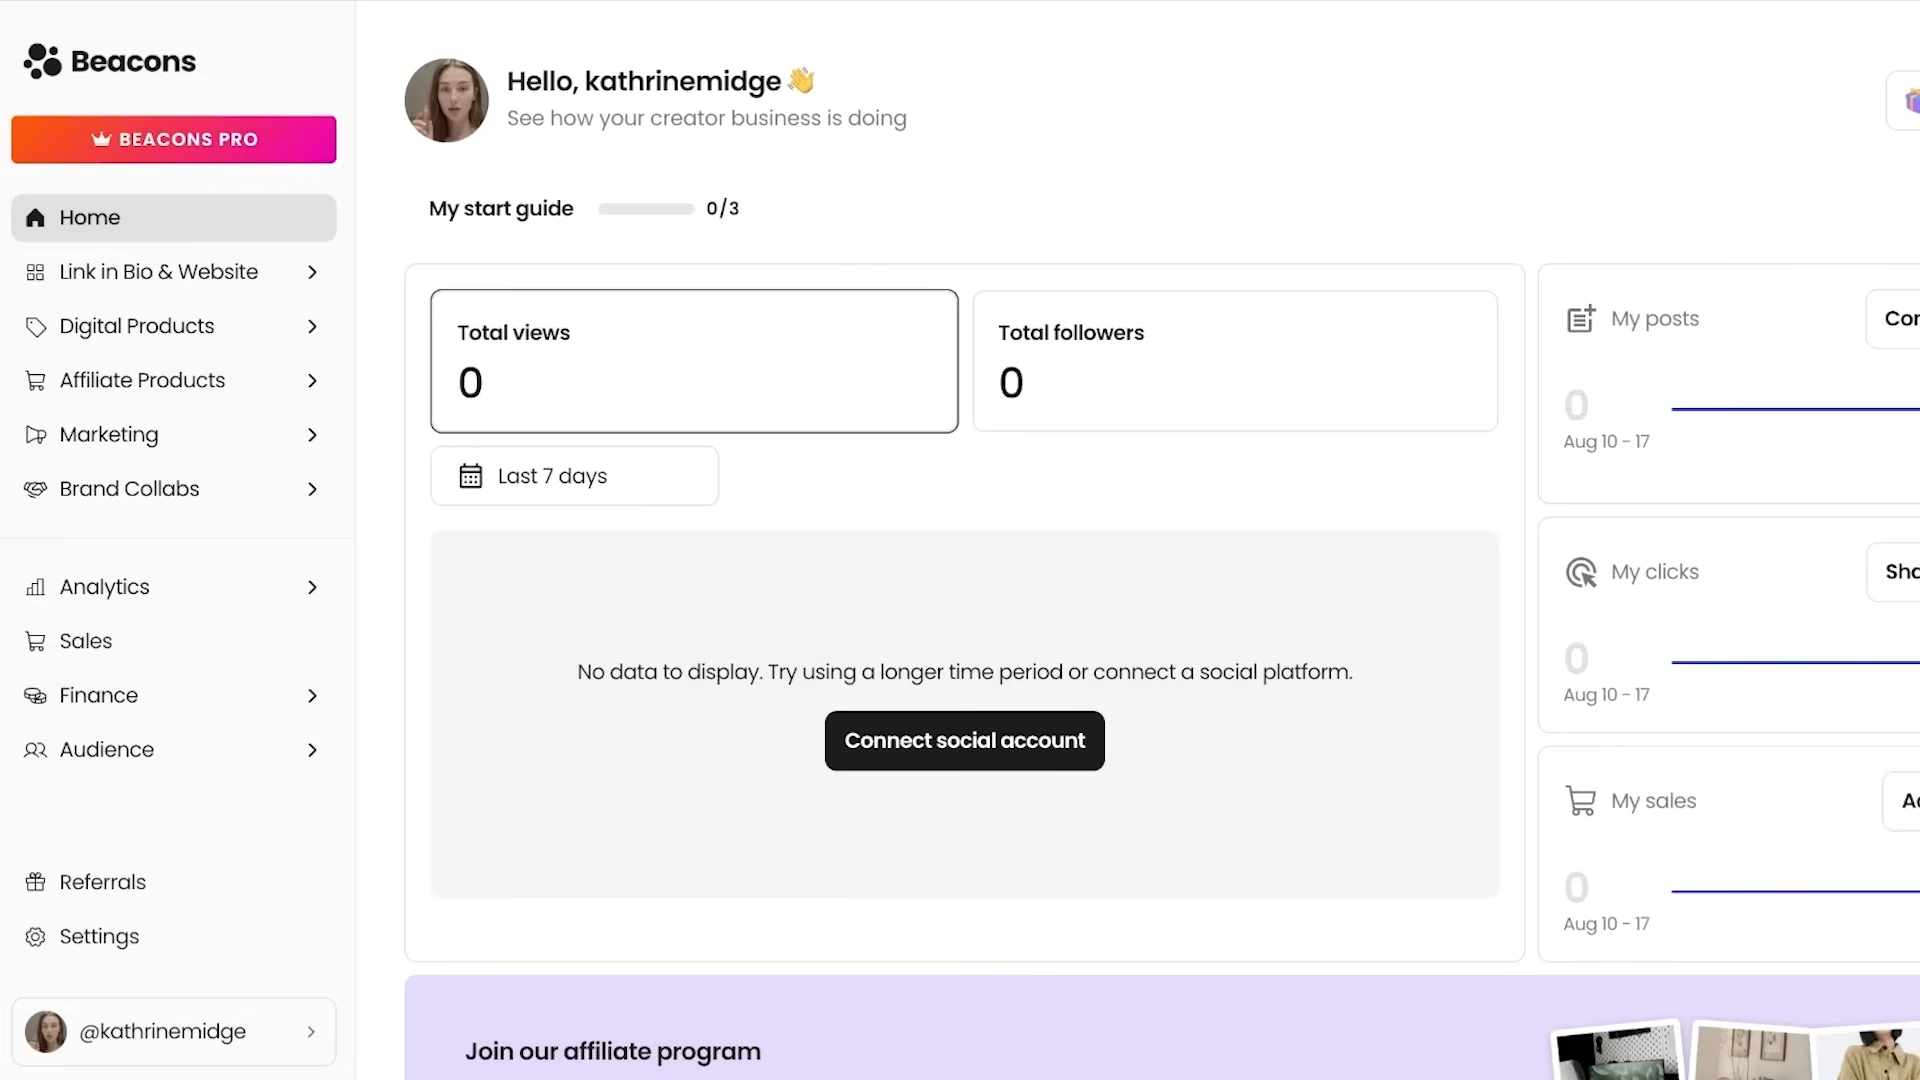 Beacons
BEACONS PRO
Home
Link in Bio & Website
Digital Products
Affiliate Products
Marketing
Brand Collabs
Analytics
Sales
Finance
Audience
Referrals
Settings
@kathrinemidge
Hello, kathrinemidge
See how your creator business is doing
My start guide 0/3
Total views
0
Total followers
0
Last 7 days
No data to display. Try using a longer time period or connect a social platform.
Connect social account
My posts
0
Aug 10 - 17
My clicks
0
Aug 10 - 17
My sales
0
Aug 10 - 17
Join our affiliate program